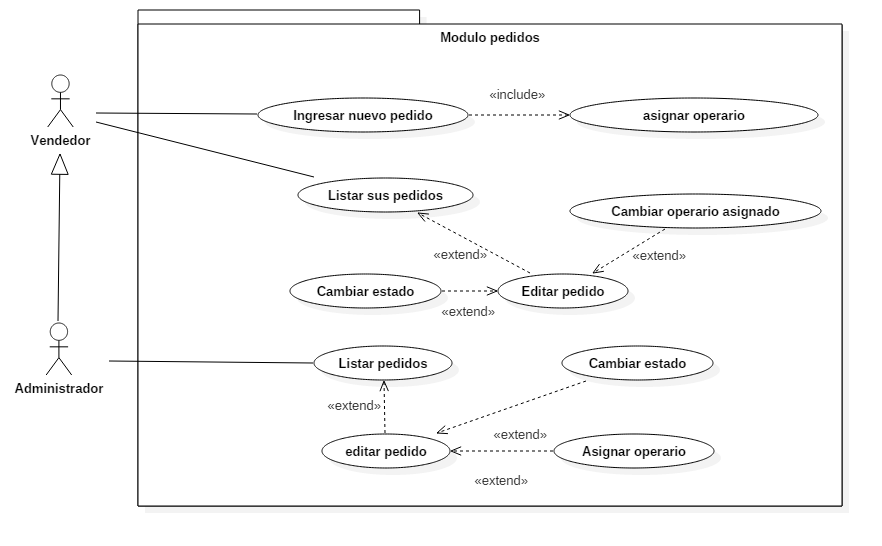 Modulo pedidos
«include»
Ingresar nuevo pedido
asignar operario
Vendedor
Listar sus pedidos
Cambiar operario asignado
«extend»
«extend»
Cambiar estado
Editar pedido
«extend»
Listar pedidos
Cambiar estado
Administrador
«extend»
«extend»
editar pedido
Asignar operario
«extend»